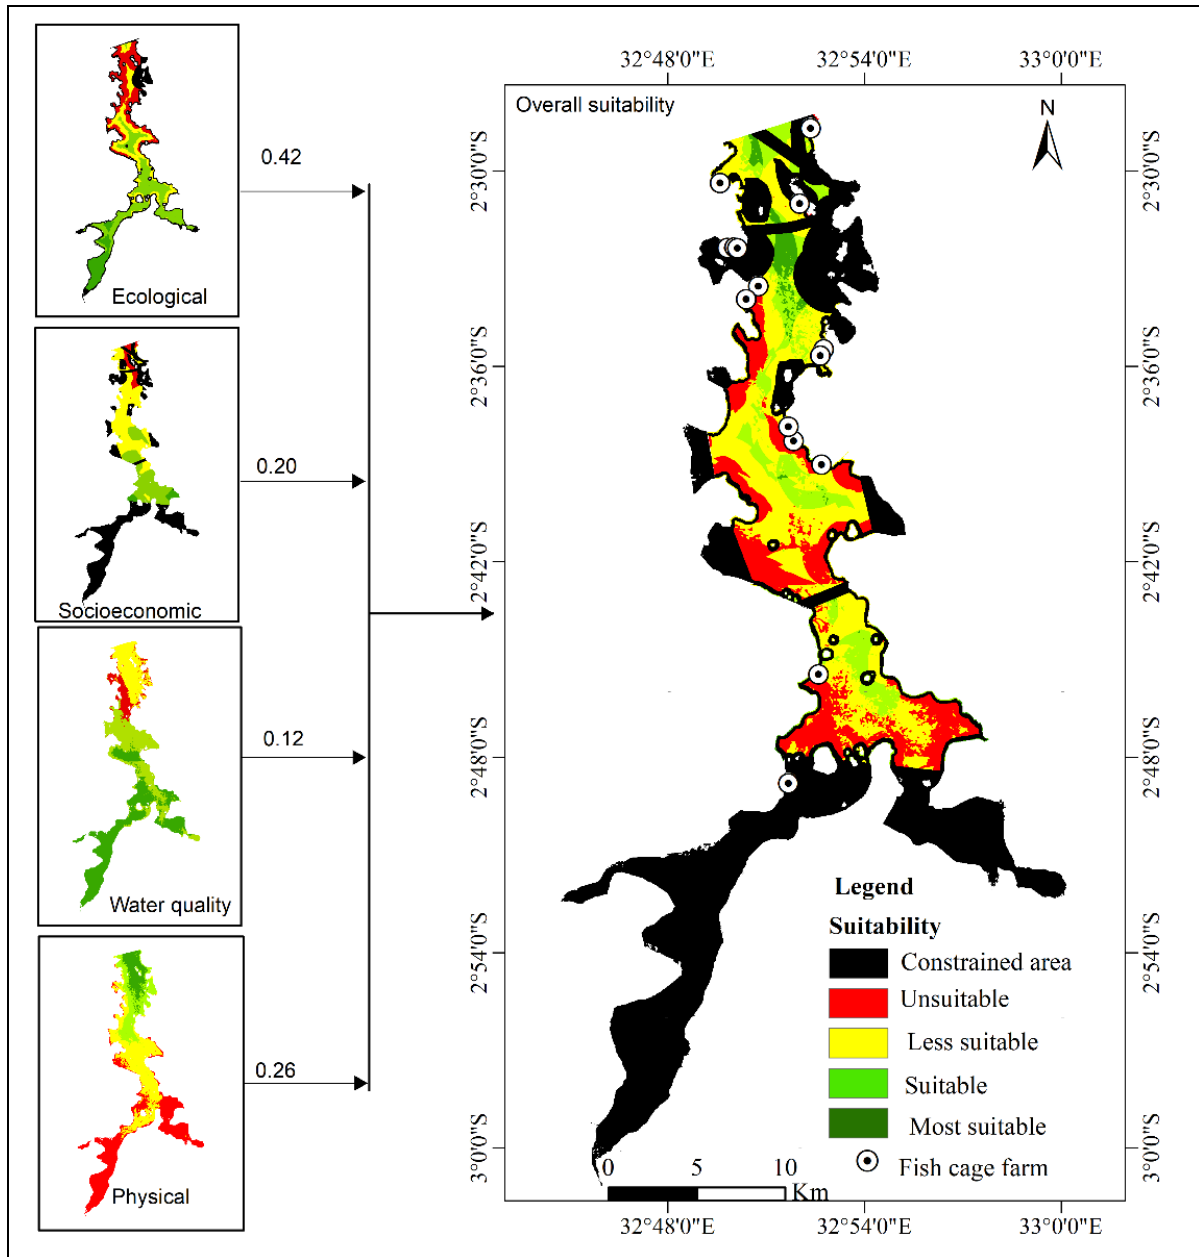 Ecological
0.42
Socioeconomic
0.20
Water quality
0.12
Physical
0.26
32°48'0"E
32°54'0"E
33°0'0"E
Overall suitability
N
2°30'0"S
2°36'0"S
2°42'0"S
2°48'0"S
2°54'0"S
3°0'0"S
2°30'0"S
2°36'0"S
2°42'0"S
2°48'0"S
2°54'0"S
3°0'0"S
Legend
Suitability
Constrained area
Unsuitable
Less suitable
Suitable
Most suitable
Fish cage farm
0 5 10
Km
32°48'0"E
32°54'0"E
33°0'0"E